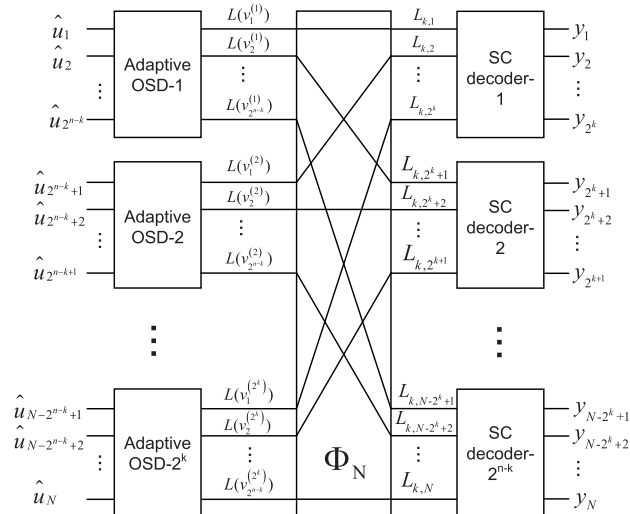 û₁ Adaptive OSD-1 L(v₁⁽¹⁾) L_{k,1} SC decoder-1 y₁
û₂ L(v₂⁽¹⁾) L_{k,2} y₂
⋮ ⋮ ⋮ ⋮
û_{2^{n-k}} L(v_{2^{n-k}}^{(1)}) L_{k,2^k} y_{2^k}
û_{2^{n-k}+1} Adaptive OSD-2 L(v₁⁽²⁾) L_{k,2^k+1} SC decoder-2 y_{2^k+1}
û_{2^{n-k}+2} L(v₂⁽²⁾) L_{k,2^k+2} y_{2^k+2}
⋮ ⋮ ⋮ ⋮
û_{2^{n-k+1}} L(v_{2^{n-k}}^{(2)}) L_{k,2^{k+1}} y_{2^{k+1}}
⋮ ⋮
û_{N-2^{n-k}+1} Adaptive OSD-2^k L(v₁^{(2^k)}) L_{k,N-2^k+1} SC decoder-2^{n-k} y_{N-2^k+1}
û_{N-2^{n-k}+2} L(v₂^{(2^k)}) L_{k,N-2^k+2} y_{N-2^k+2}
⋮ ⋮ Φ_N ⋮ ⋮
û_N L(v_{2^{n-k}}^{(2^k)}) L_{k,N} y_N